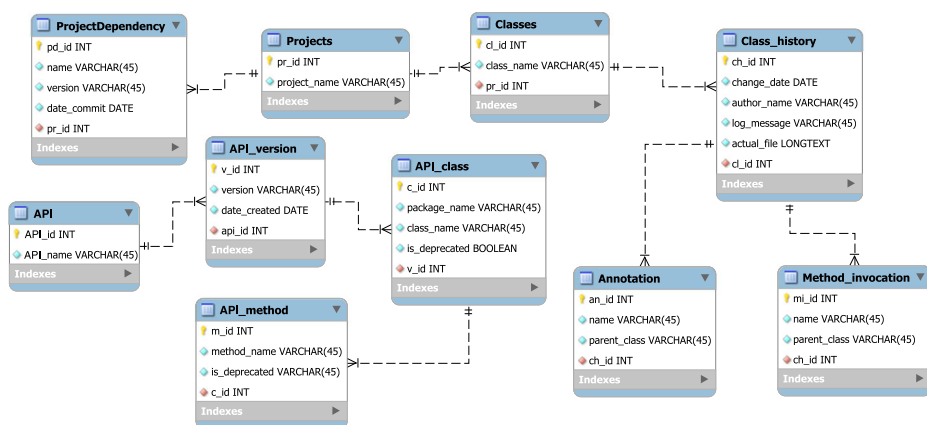 ProjectDependency
pd_id INT
name VARCHAR(45)
version VARCHAR(45)
date_commit DATE
pr_id INT
Indexes
Projects
pr_id INT
project_name VARCHAR(45)
Indexes
Classes
cl_id INT
class_name VARCHAR(45)
pr_id INT
Indexes
Class_history
ch_id INT
change_date DATE
author_name VARCHAR(45)
log_message VARCHAR(45)
actual_file LONGTEXT
cl_id INT
Indexes
API
API_id INT
API_name VARCHAR(45)
Indexes
API_version
v_id INT
version VARCHAR(45)
date_created DATE
api_id INT
Indexes
API_class
c_id INT
package_name VARCHAR(45)
class_name VARCHAR(45)
is_deprecated BOOLEAN
v_id INT
Indexes
API_method
m_id INT
method_name VARCHAR(45)
is_deprecated VARCHAR(45)
c_id INT
Indexes
Annotation
an_id INT
name VARCHAR(45)
parent_class VARCHAR(45)
ch_id INT
Indexes
Method_invocation
mi_id INT
name VARCHAR(45)
parent_class VARCHAR(45)
ch_id INT
Indexes